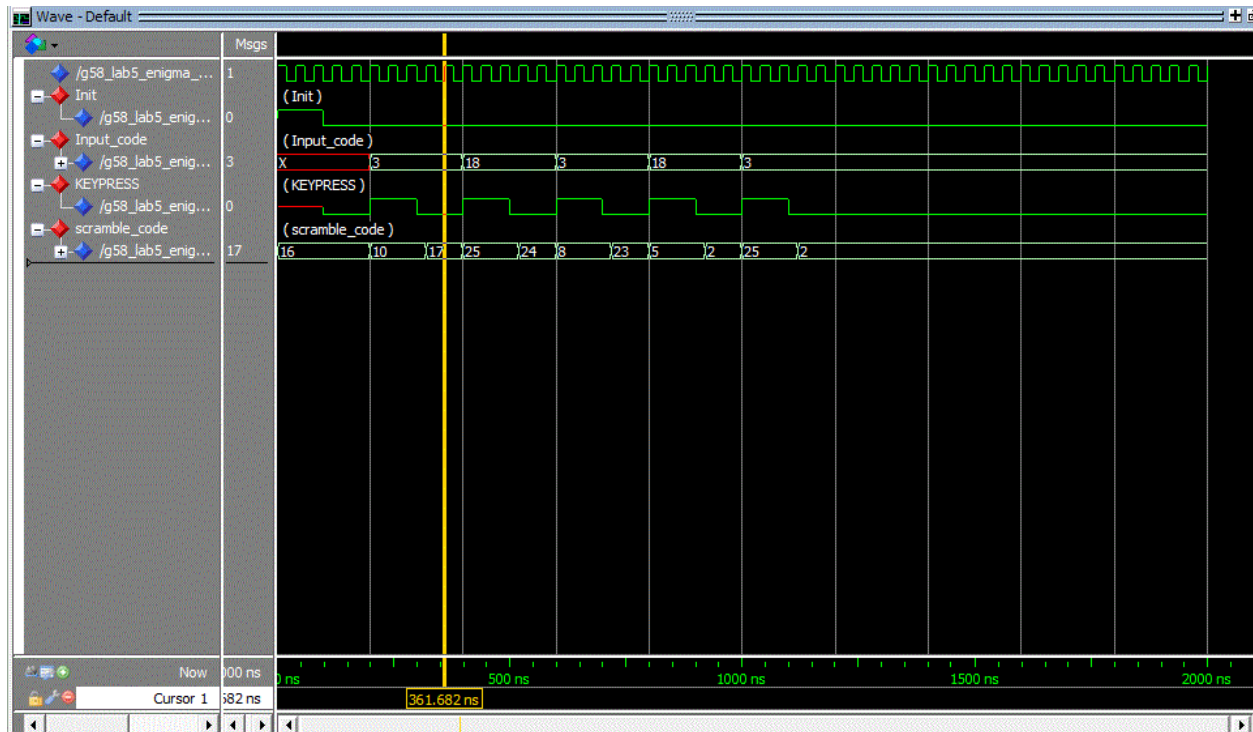 Wave - Default
Msgs
/g58_lab5_enigma_... 1
Init (Init)
/g58_lab5_enig... 0
Input_code (Input_code)
/g58_lab5_enig... 3 X 3 18 3 18 3
KEYPRESS (KEYPRESS)
/g58_lab5_enig... 0
scramble_code (scramble_code)
/g58_lab5_enig... 17 16 10 17 25 24 8 23 5 2 25 2
Now 000 ns ns 500 ns 1000 ns 1500 ns 2000 ns
Cursor 1 582 ns 361.682 ns